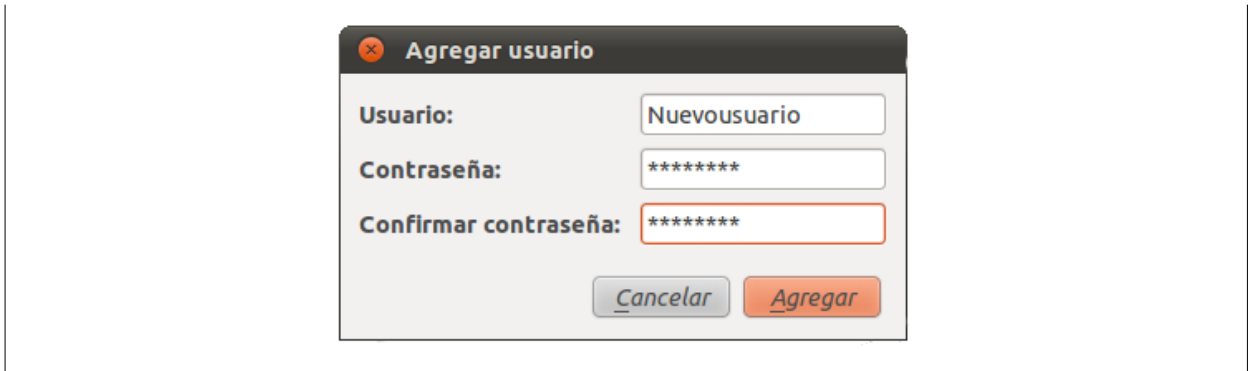 Agregar usuario
Usuario: Nuevousuario
Contraseña: ********
Confirmar contraseña: ********
Cancelar Agregar